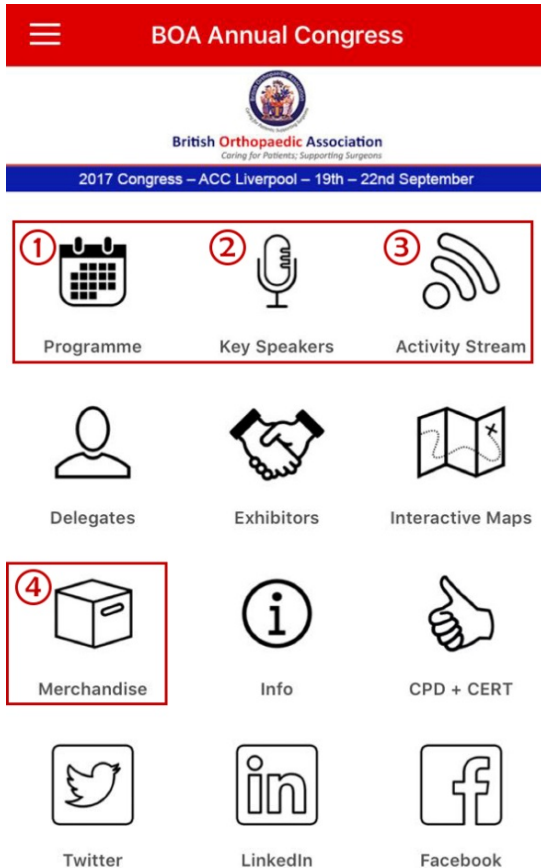 BOA Annual Congress
British Orthopaedic Association
Caring for Patients; Supporting Surgeons
2017 Congress – ACC Liverpool – 19th – 22nd September
① ② ③
Programme Key Speakers Activity Stream
Delegates Exhibitors Interactive Maps
④
Merchandise Info CPD + CERT
Twitter LinkedIn Facebook